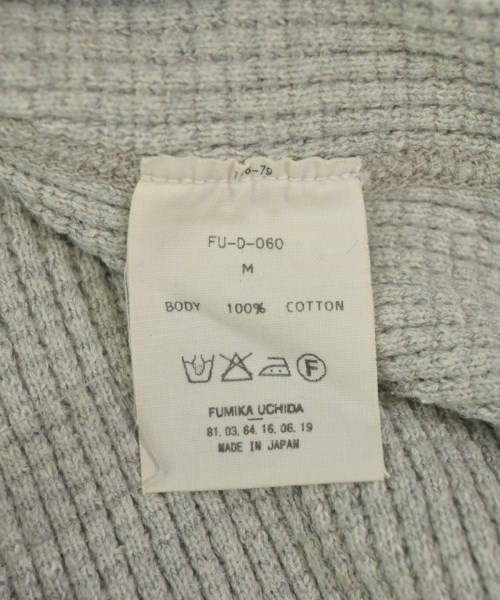 FU-D-060
M
BODY 100% COTTON
F
FUMIKA UCHIDA
81. 03. 64. 16. 06. 19
MADE IN JAPAN